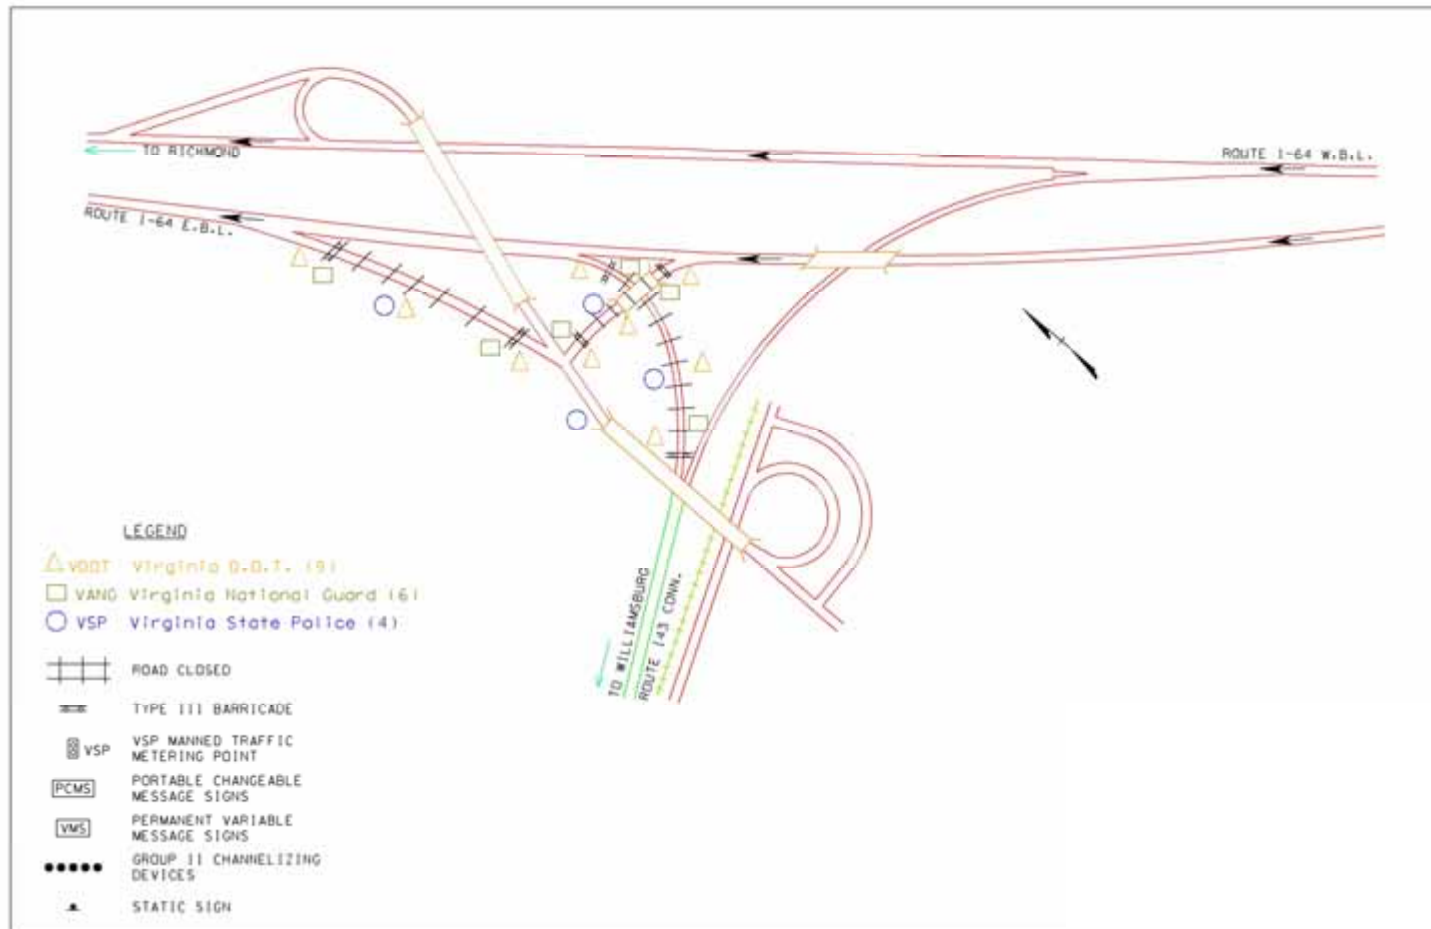 ROUTE I-64 W.B.L.
TO RICHMOND
ROUTE I-64 E.B.L.
TO WILLIAMSBURG
ROUTE 143 CONN.
LEGEND
VDOT Virginia D.O.T. (9)
VANG Virginia National Guard (6)
VSP Virginia State Police (4)
ROAD CLOSED
TYPE III BARRICADE
VSP VSP MANNED TRAFFIC
METERING POINT
PCMS PORTABLE CHANGEABLE
MESSAGE SIGNS
VMS PERMANENT VARIABLE
MESSAGE SIGNS
GROUP II CHANNELIZING
DEVICES
STATIC SIGN